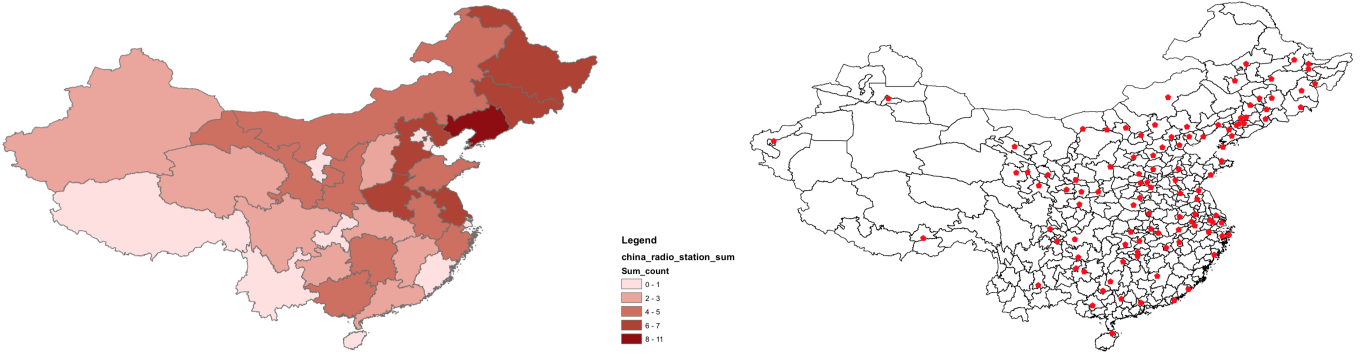 Legend
china_radio_station_sum
Sum_count
0 - 1
2 - 3
4 - 5
6 - 7
8 - 11